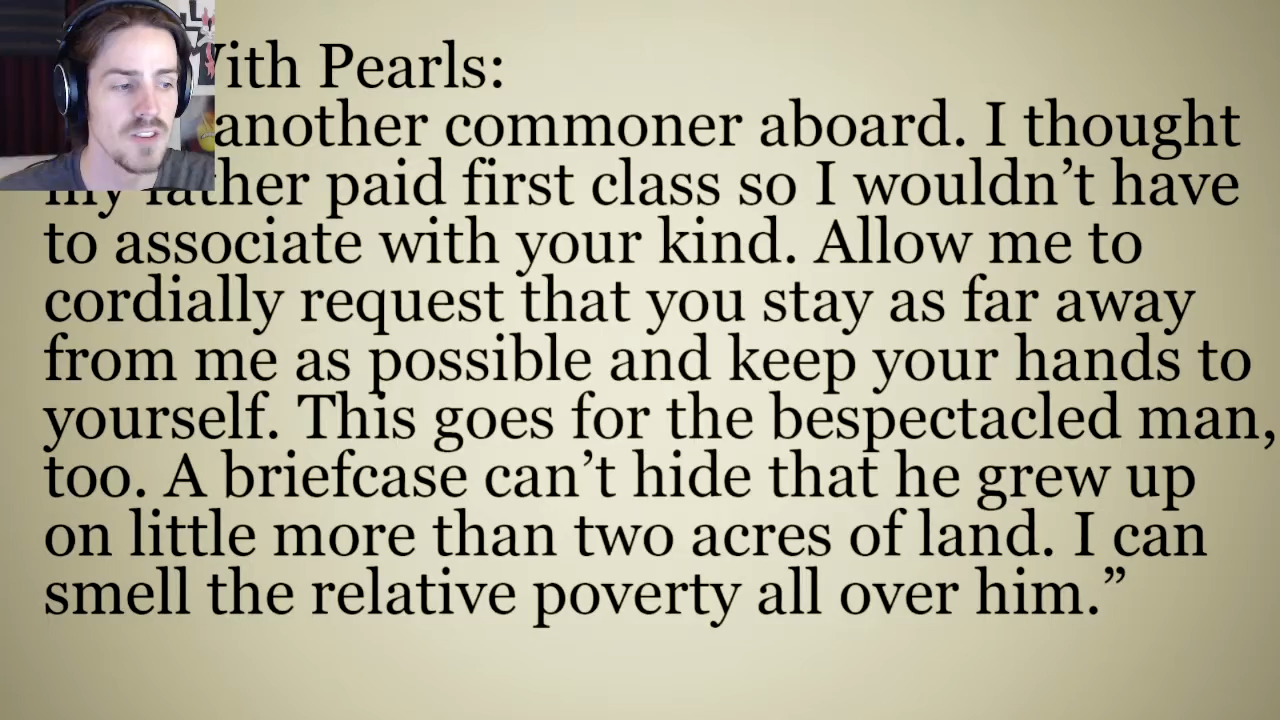 With Pearls:
another commoner aboard. I thought
my father paid first class so I wouldn’t have
to associate with your kind. Allow me to
cordially request that you stay as far away
from me as possible and keep your hands to
yourself. This goes for the bespectacled man,
too. A briefcase can’t hide that he grew up
on little more than two acres of land. I can
smell the relative poverty all over him.”